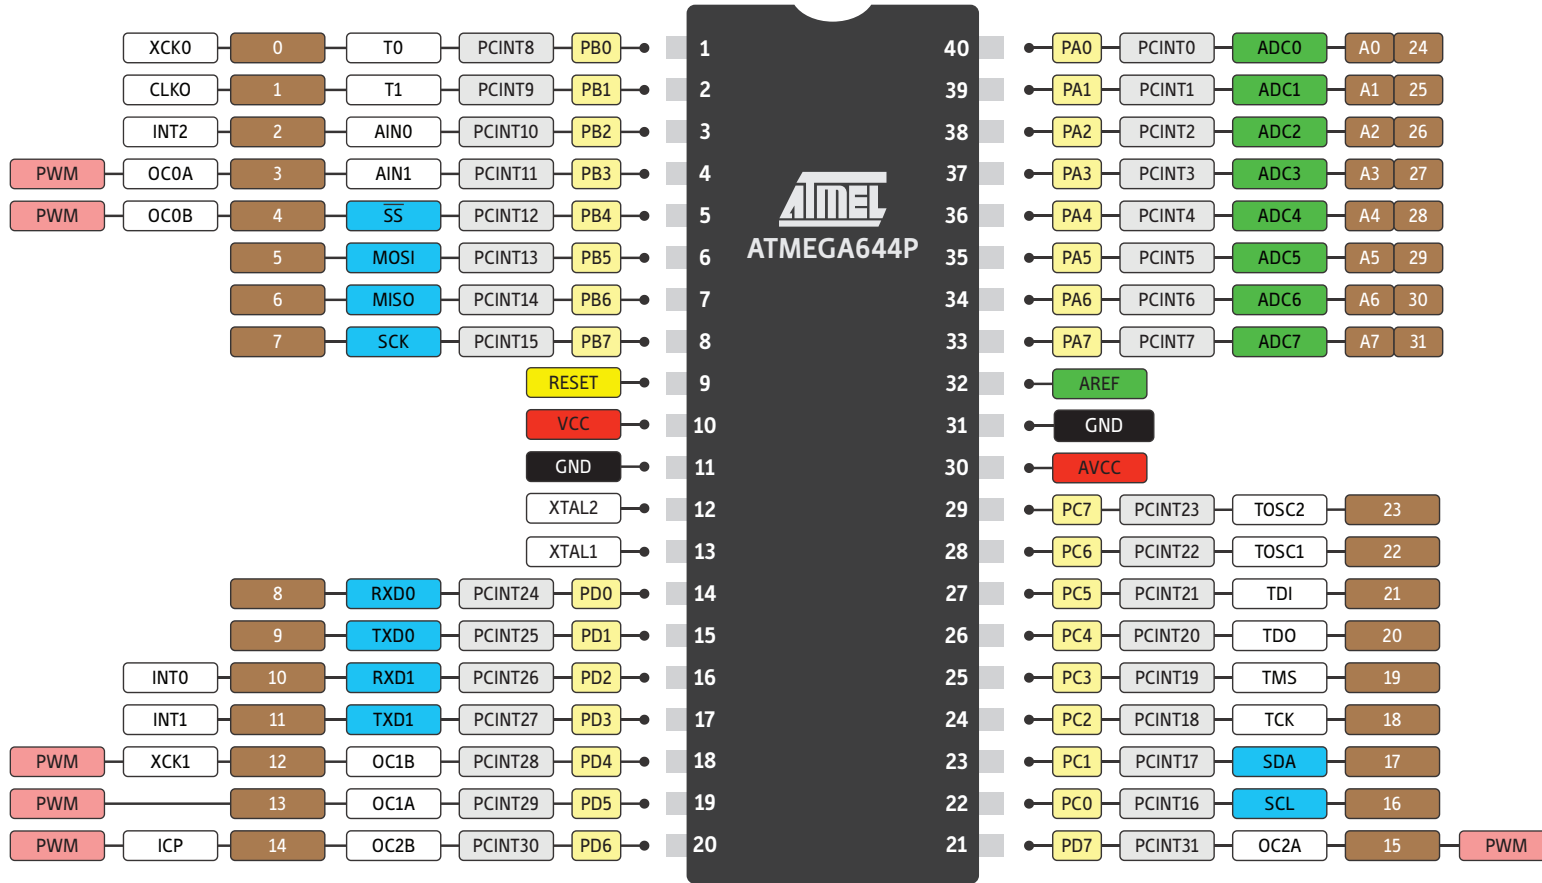 XCK0 0 T0 PCINT8 PB0 1 40 PA0 PCINT0 ADC0 A0 24
CLKO 1 T1 PCINT9 PB1 2 39 PA1 PCINT1 ADC1 A1 25
INT2 2 AIN0 PCINT10 PB2 3 38 PA2 PCINT2 ADC2 A2 26
PWM OC0A 3 AIN1 PCINT11 PB3 4 37 PA3 PCINT3 ADC3 A3 27
ATMEL
PWM OC0B 4 SS PCINT12 PB4 5 36 PA4 PCINT4 ADC4 A4 28
ATMEGA644P
5 MOSI PCINT13 PB5 6 35 PA5 PCINT5 ADC5 A5 29
6 MISO PCINT14 PB6 7 34 PA6 PCINT6 ADC6 A6 30
7 SCK PCINT15 PB7 8 33 PA7 PCINT7 ADC7 A7 31
RESET 9 32 AREF
VCC 10 31 GND
GND 11 30 AVCC
XTAL2 12 29 PC7 PCINT23 TOSC2 23
XTAL1 13 28 PC6 PCINT22 TOSC1 22
8 RXD0 PCINT24 PD0 14 27 PC5 PCINT21 TDI 21
9 TXD0 PCINT25 PD1 15 26 PC4 PCINT20 TDO 20
INT0 10 RXD1 PCINT26 PD2 16 25 PC3 PCINT19 TMS 19
INT1 11 TXD1 PCINT27 PD3 17 24 PC2 PCINT18 TCK 18
PWM XCK1 12 OC1B PCINT28 PD4 18 23 PC1 PCINT17 SDA 17
PWM 13 OC1A PCINT29 PD5 19 22 PC0 PCINT16 SCL 16
PWM ICP 14 OC2B PCINT30 PD6 20 21 PD7 PCINT31 OC2A 15 PWM